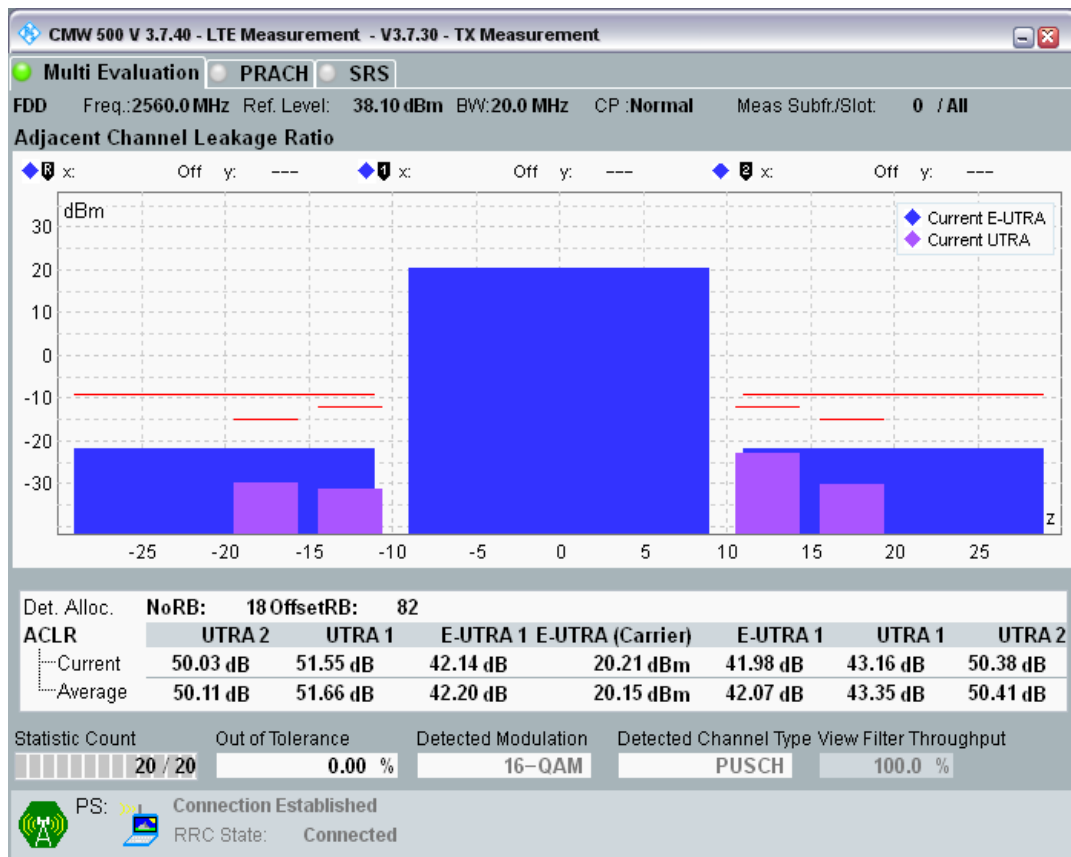 CMW 500 V 3.7.40 - LTE Measurement - V3.7.30 - TX Measurement
Multi Evaluation PRACH SRS
FDD Freq.:2560.0 MHz Ref. Level: 38.10 dBm BW:20.0 MHz CP :Normal Meas Subfr./Slot: 0 / All
Adjacent Channel Leakage Ratio
R x: Off y: --- 1 x: Off y: --- 2 x: Off y: ---
dBm
Current E-UTRA
Current UTRA
30
20
10
0
-10
-20
-30
z
-25 -20 -15 -10 -5 0 5 10 15 20 25
Det. Alloc. NoRB: 18 OffsetRB: 82
ACLR UTRA 2 UTRA 1 E-UTRA 1 E-UTRA (Carrier) E-UTRA 1 UTRA 1 UTRA 2
Current 50.03 dB 51.55 dB 42.14 dB 20.21 dBm 41.98 dB 43.16 dB 50.38 dB
Average 50.11 dB 51.66 dB 42.20 dB 20.15 dBm 42.07 dB 43.35 dB 50.41 dB
Statistic Count Out of Tolerance Detected Modulation Detected Channel Type View Filter Throughput
20 / 20 0.00 % 16-QAM PUSCH 100.0 %
PS: Connection Established
RRC State: Connected